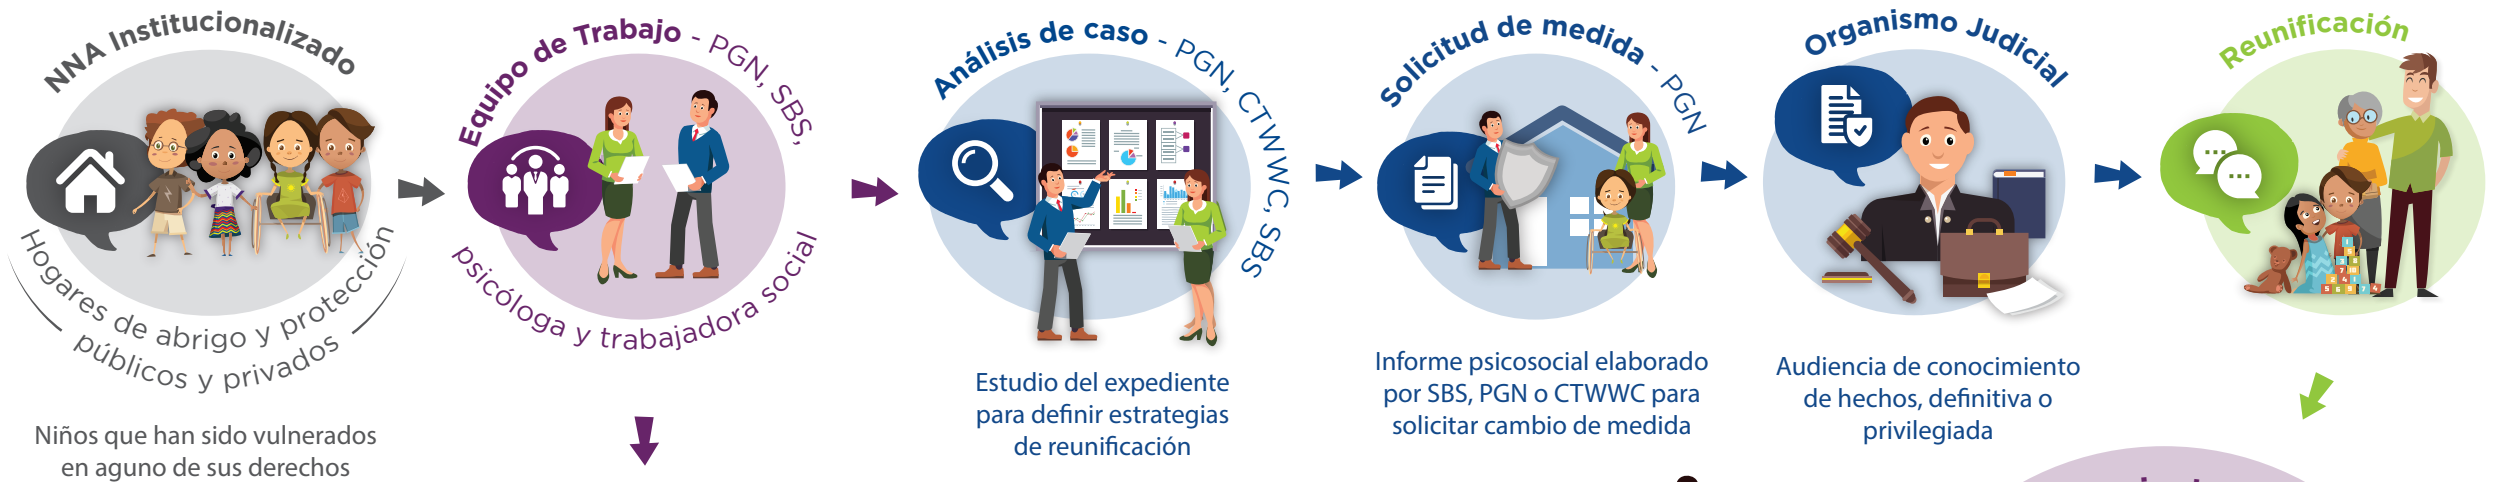 NNA Institucionalizado
Hogares de abrigo y protección
públicos y privados
Niños que han sido vulnerados
en aguno de sus derechos
Equipo de Trabajo - PGN, SBS,
psicóloga y trabajadora social
Análisis de caso - PGN, CTWWC, SBS
Estudio del expediente
para definir estrategias
de reunificación
Solicitud de medida - PGN
Informe psicosocial elaborado
por SBS, PGN o CTWWC para
solicitar cambio de medida
Organismo Judicial
Audiencia de conocimiento
de hechos, definitiva o
privilegiada
Reunificación